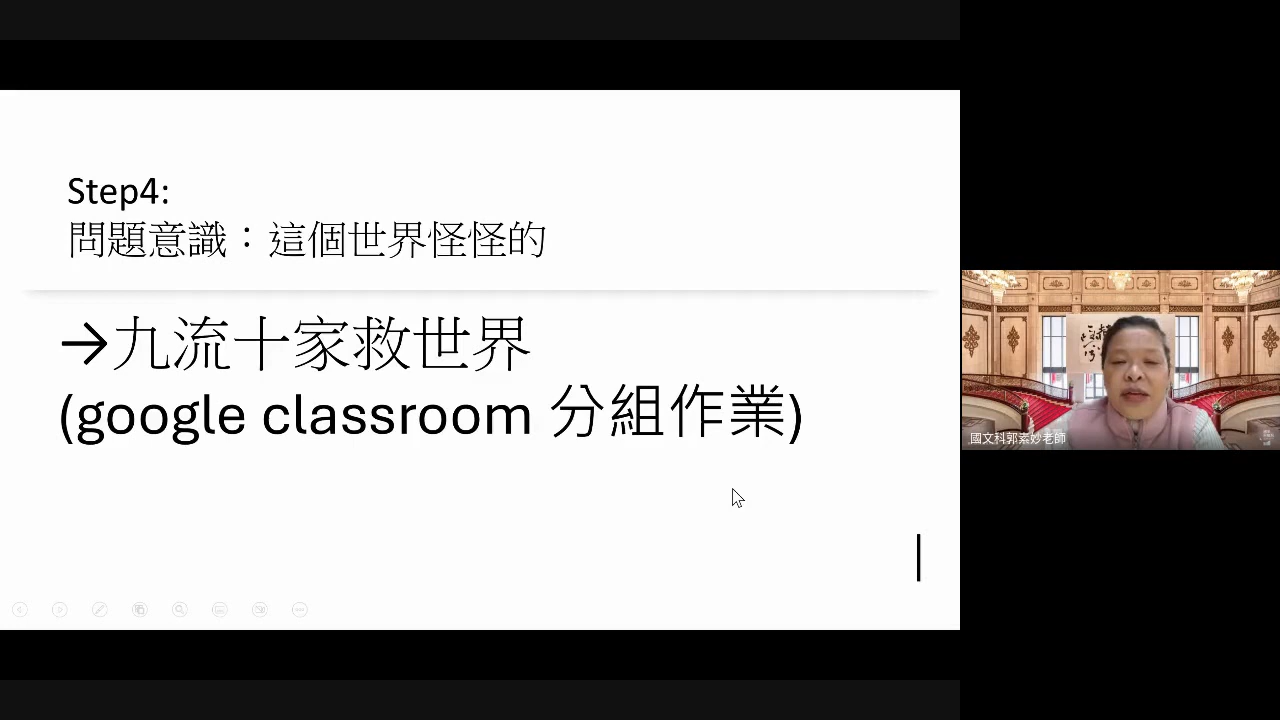 Step4:
問題意識：這個世界怪怪的
→九流十家救世界
(google classroom 分組作業)
國文科郭素妙老師